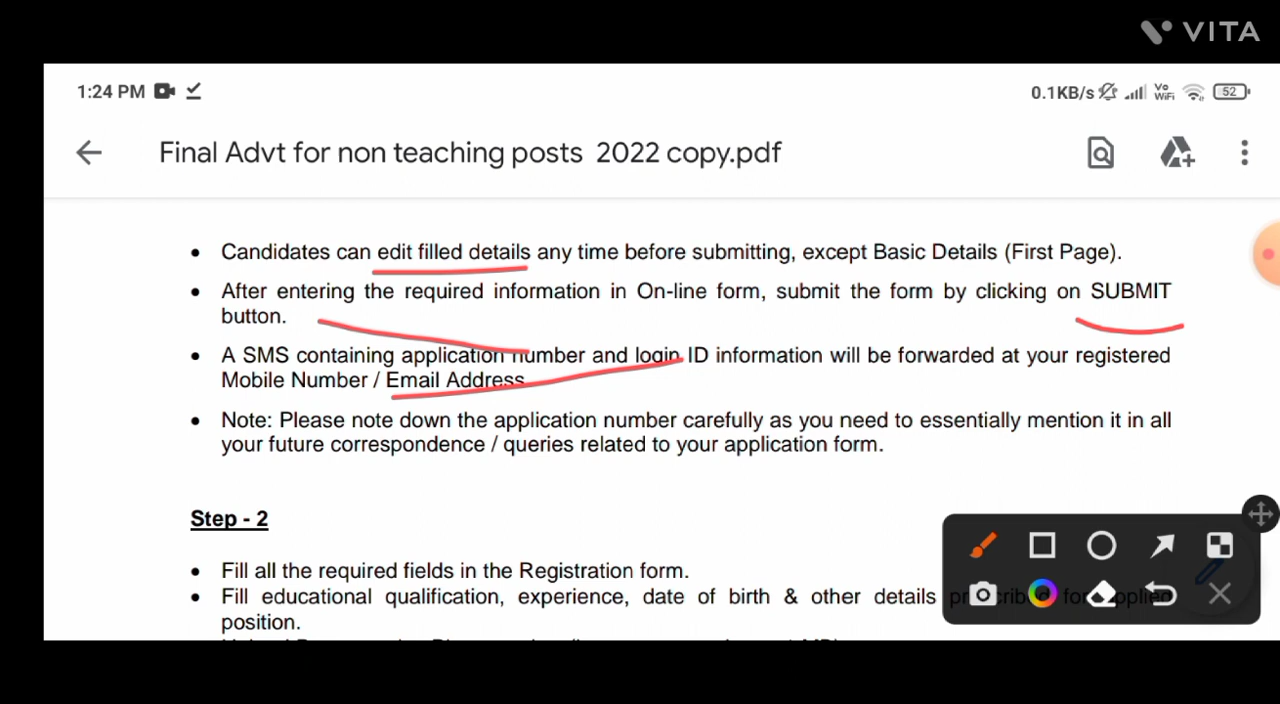 VITA
1:24 PM
0.1KB/s Vo WiFi 52
Final Advt for non teaching posts 2022 copy.pdf
• Candidates can edit filled details any time before submitting, except Basic Details (First Page).
• After entering the required information in On-line form, submit the form by clicking on SUBMIT
button.
• A SMS containing application number and login ID information will be forwarded at your registered
Mobile Number / Email Address
• Note: Please note down the application number carefully as you need to essentially mention it in all
your future correspondence / queries related to your application form.
Step - 2
• Fill all the required fields in the Registration form.
• Fill educational qualification, experience, date of birth & other details prescribed for applied
position.